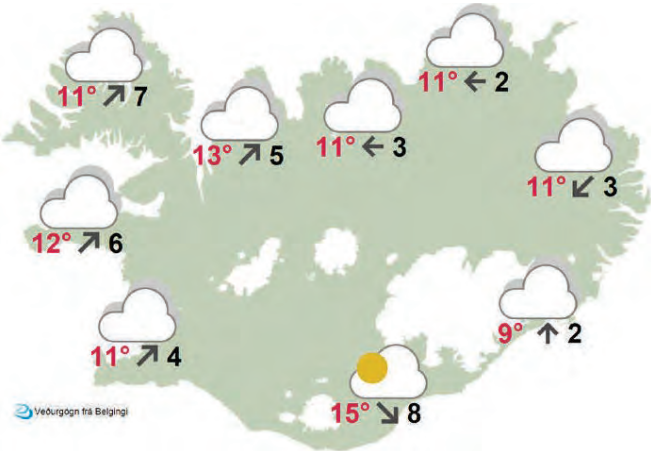 11° ← 2
11° ↗ 7
13° ↗ 5
11° ← 3
11° ↙ 3
12° ↗ 6
9° ↑ 2
11° ↗ 4
15° ↘ 8
Veðurgögn frá Belgingi